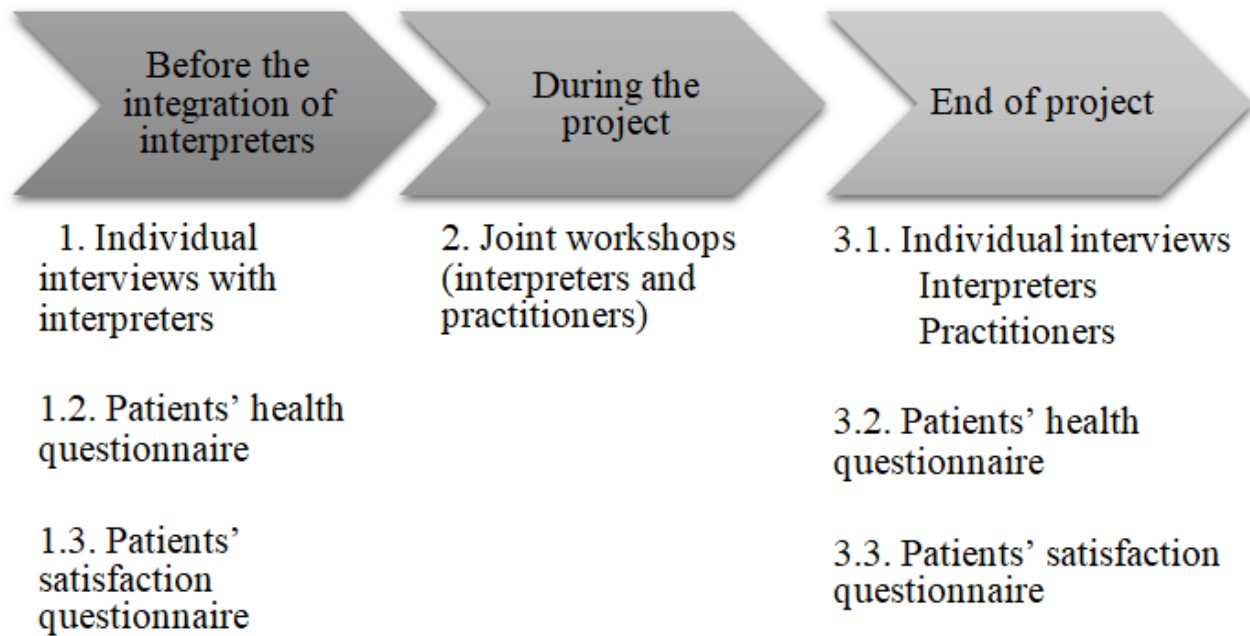 Before the
integration of
interpreters
During the
project
End of project
1. Individual
interviews with
interpreters
1.2. Patients’ health
questionnaire
1.3. Patients’
satisfaction
questionnaire
2. Joint workshops
(interpreters and
practitioners)
3.1. Individual interviews
Interpreters
Practitioners
3.2. Patients’ health
questionnaire
3.3. Patients’ satisfaction
questionnaire